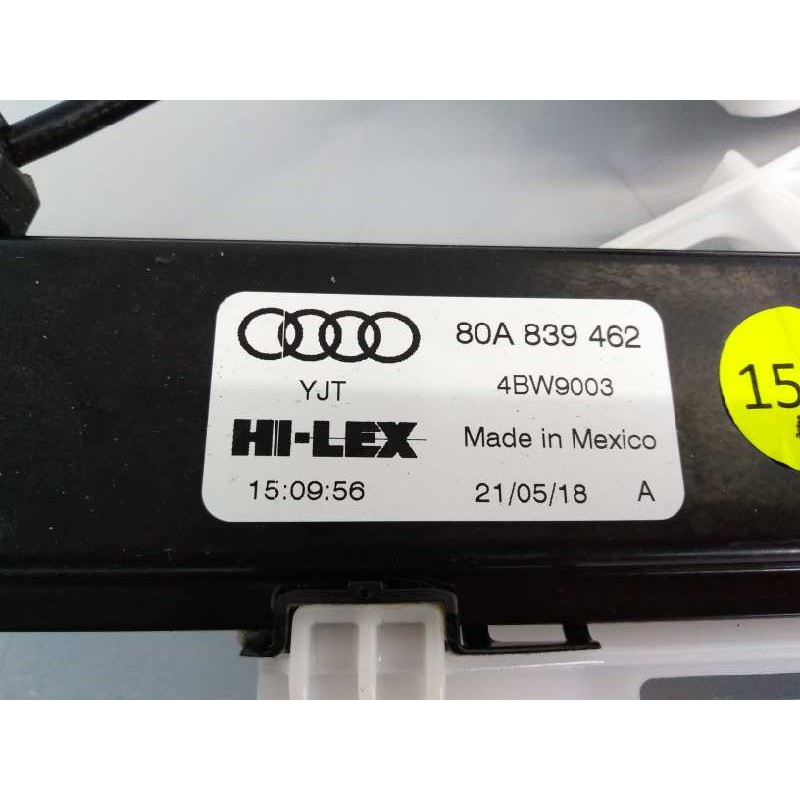 80A 839 462
YJT 4BW9003
HI-LEX Made in Mexico
15:09:56 21/05/18 A
15